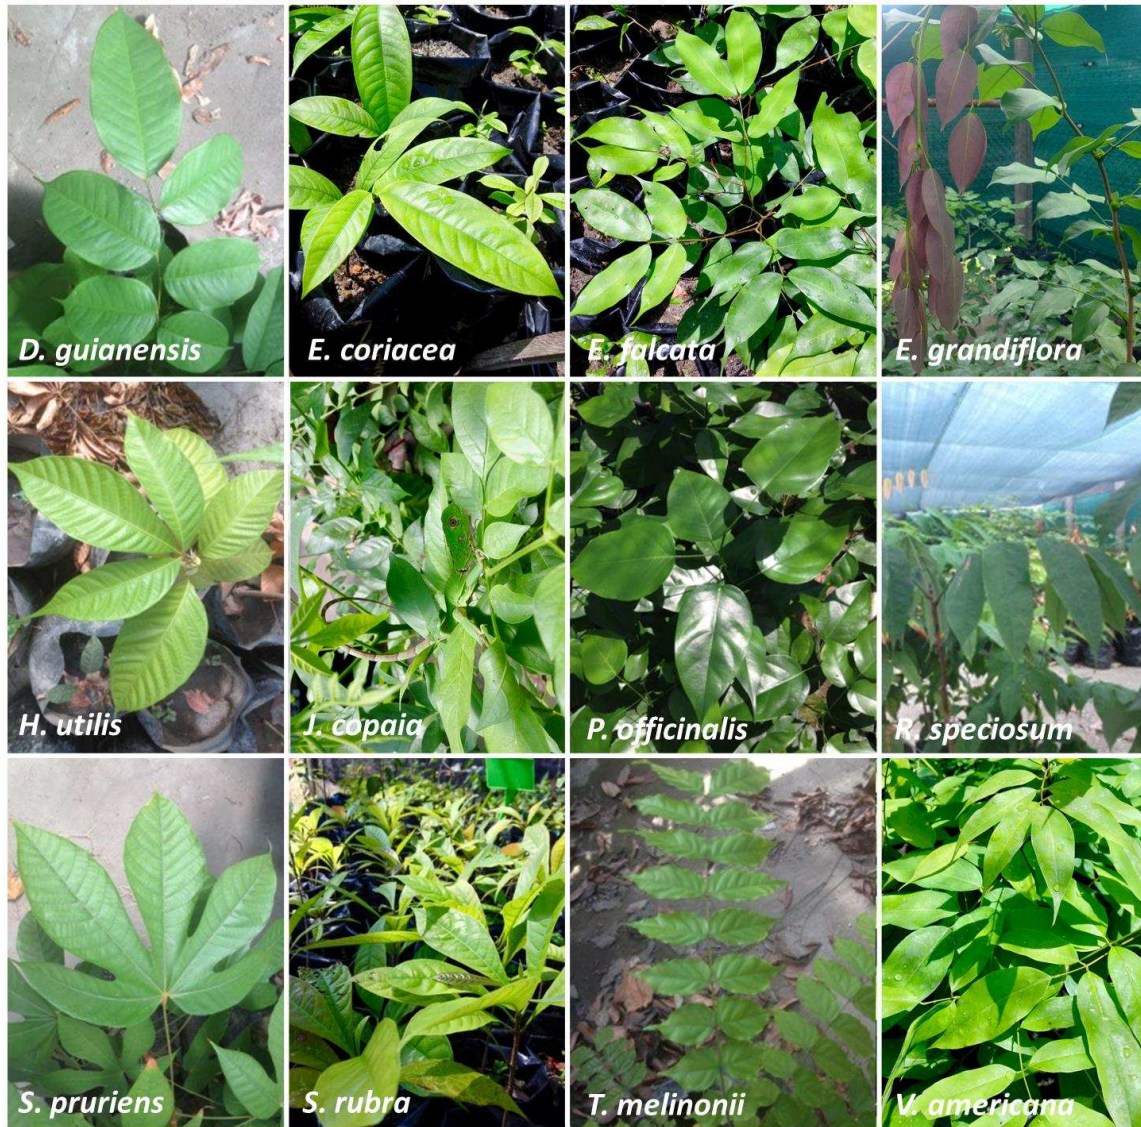 D. guianensis
E. coriacea
E. falcata
E. grandiflora
H. utilis
J. copaia
P. officinalis
R. speciosum
S. pruriens
S. rubra
T. melinonii
V. americana